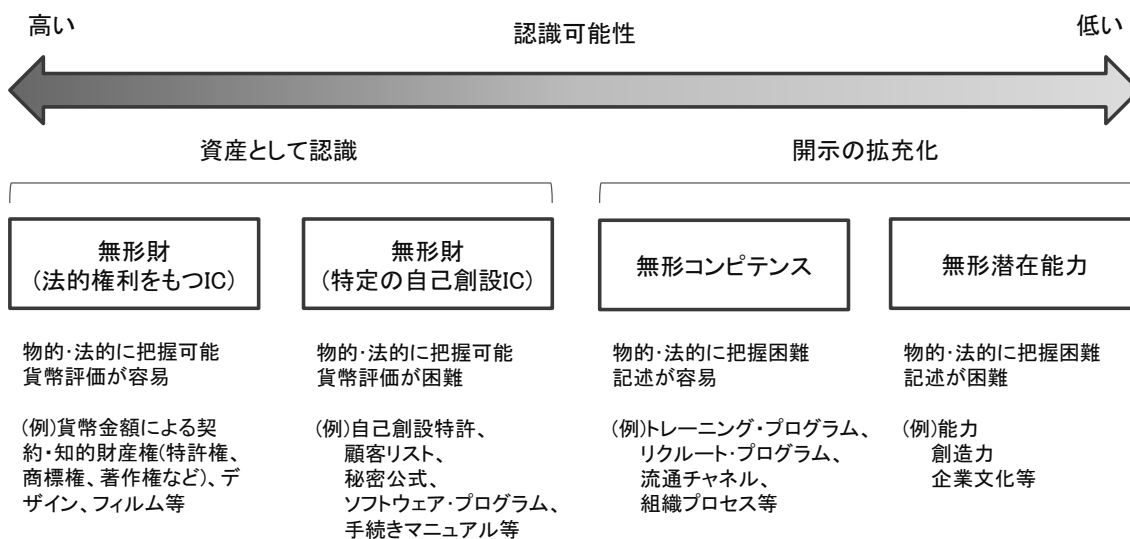 高い
認識可能性
低い
資産として認識
開示の拡充化
無形財
(法的権利をもつIC)
無形財
(特定の自己創設IC)
無形コンピテンス
無形潜在能力
物的・法的に把握可能
貨幣評価が容易
(例)貨幣金額による契
約・知的財産権(特許権、
商標権、著作権など)、デ
ザイン、フィルム等
物的・法的に把握可能
貨幣評価が困難
(例)自己創設特許、
顧客リスト、
秘密公式、
ソフトウェア・プログラム、
手続きマニュアル等
物的・法的に把握困難
記述が容易
(例)トレーニング・プログラム、
リクルート・プログラム、
流通チャネル、
組織プロセス等
物的・法的に把握困難
記述が困難
(例)能力
創造力
企業文化等